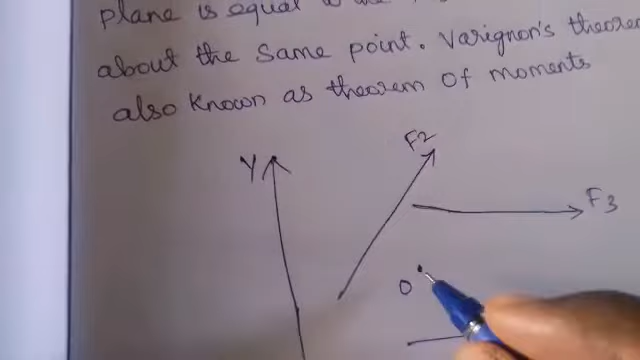 plane is equal
about the same point. Varignon's theorem
also known as theorem of moments
Y
F2
F3
O